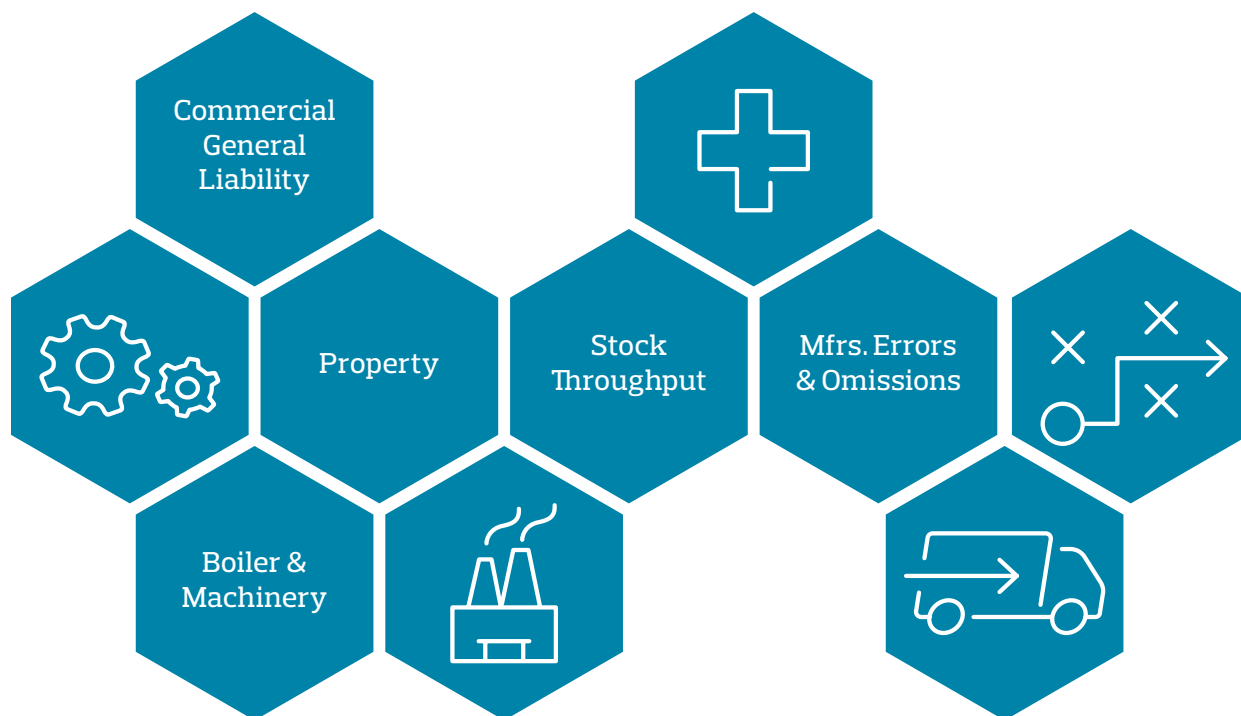 Commercial
General
Liability
Property
Stock
Throughput
Mfrs. Errors
& Omissions
Boiler &
Machinery